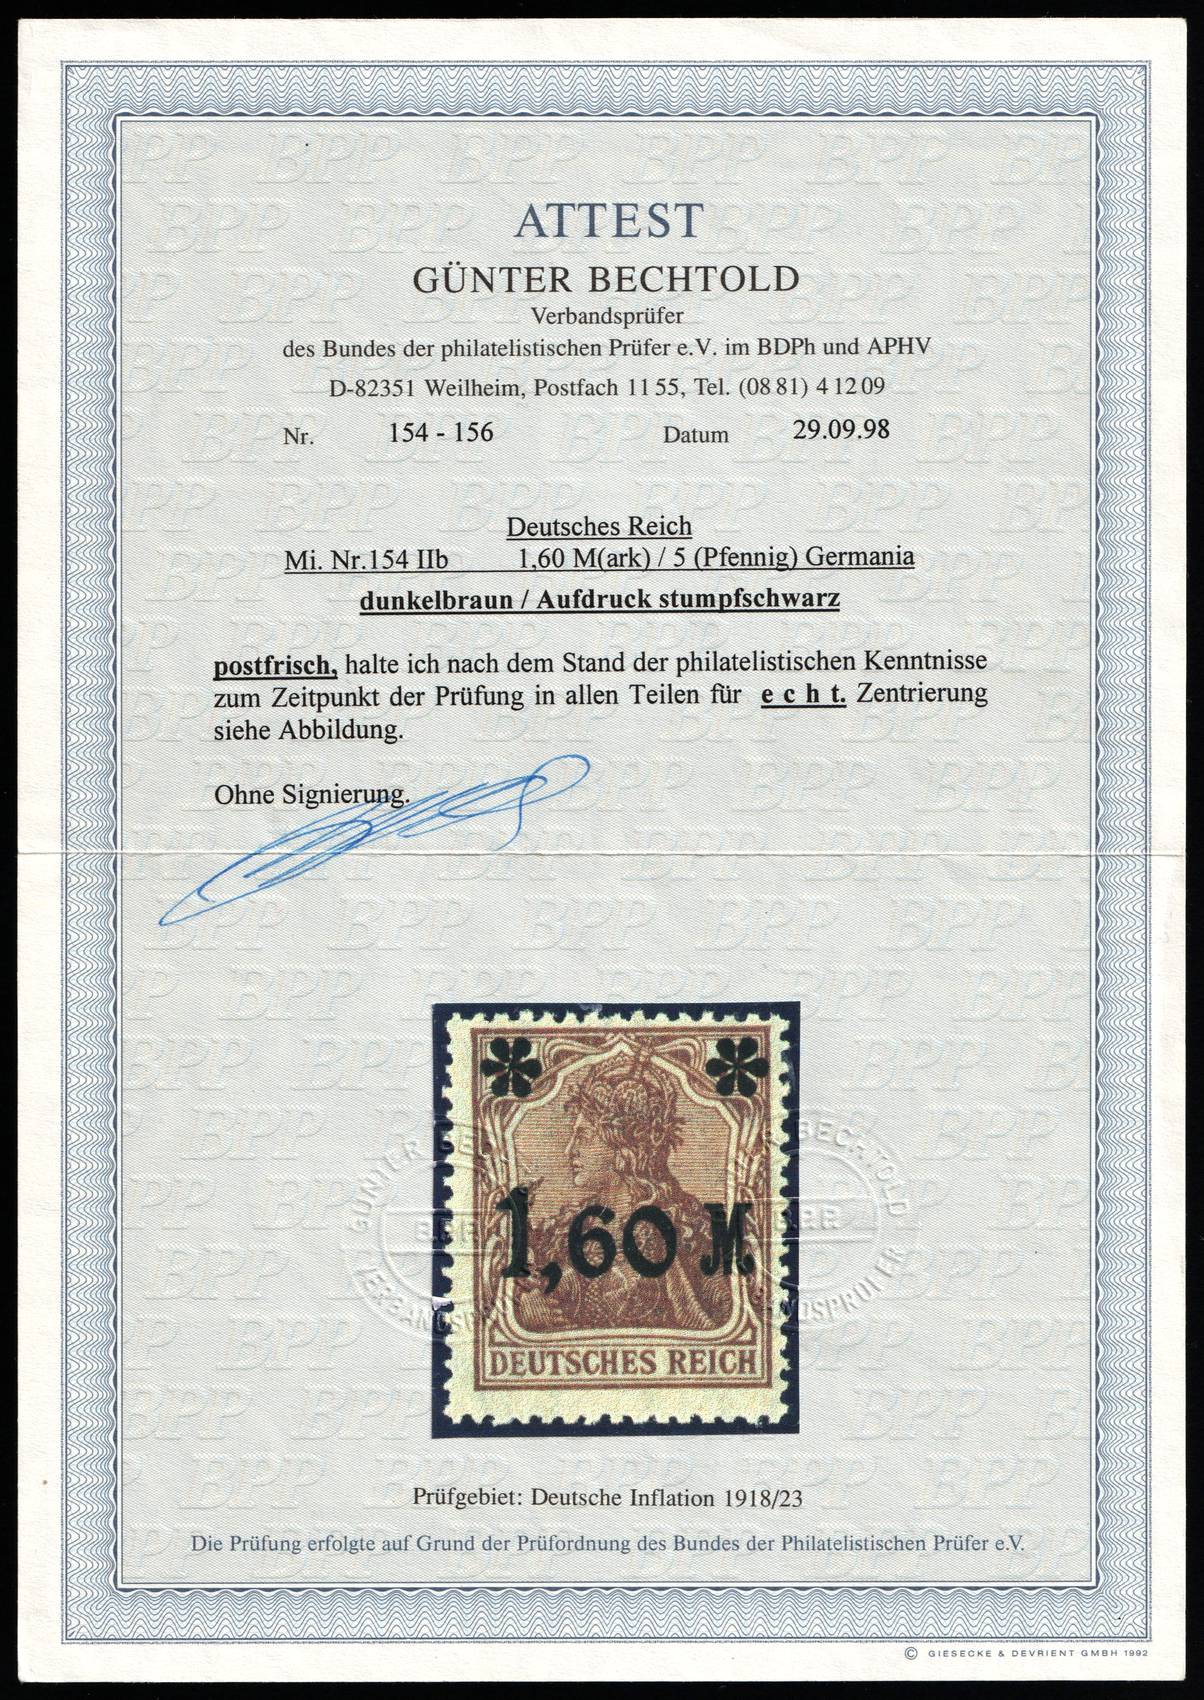 ATTEST
GÜNTER BECHTOLD
Verbandsprüfer
des Bundes der philatelistischen Prüfer e.V. im BDPh und APHV
D-82351 Weilheim, Postfach 11 55, Tel. (08 81) 4 12 09
Nr. 154 - 156 Datum 29.09.98
Deutsches Reich
Mi. Nr.154 IIb 1,60 M(ark) / 5 (Pfennig) Germania
dunkelbraun / Aufdruck stumpfschwarz
postfrisch, halte ich nach dem Stand der philatelistischen Kenntnisse
zum Zeitpunkt der Prüfung in allen Teilen für e c h t. Zentrierung
siehe Abbildung.
Ohne Signierung.
1,60 M
DEUTSCHES REICH
Prüfgebiet: Deutsche Inflation 1918/23
Die Prüfung erfolgte auf Grund der Prüfordnung des Bundes der Philatelistischen Prüfer e.V.
© GIESECKE & DEVRIENT GMBH 1992